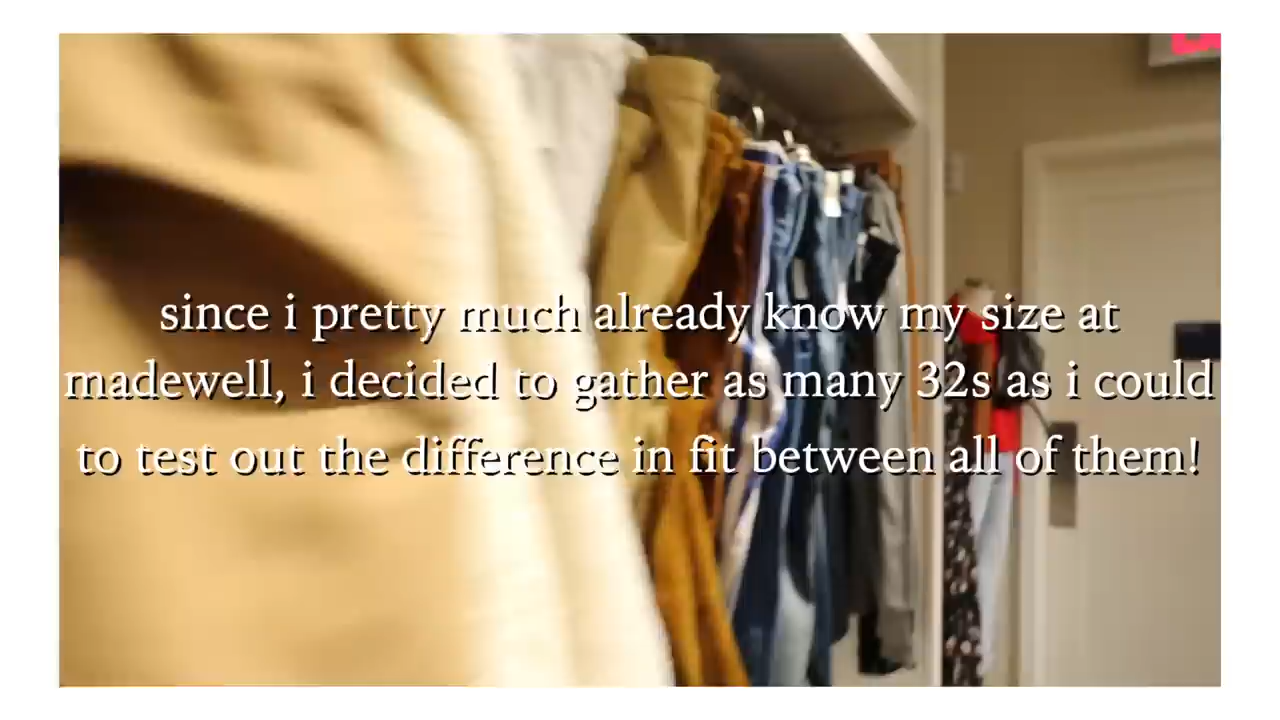 since i pretty much already know my size at
madewell, i decided to gather as many 32s as i could
to test out the difference in fit between all of them!